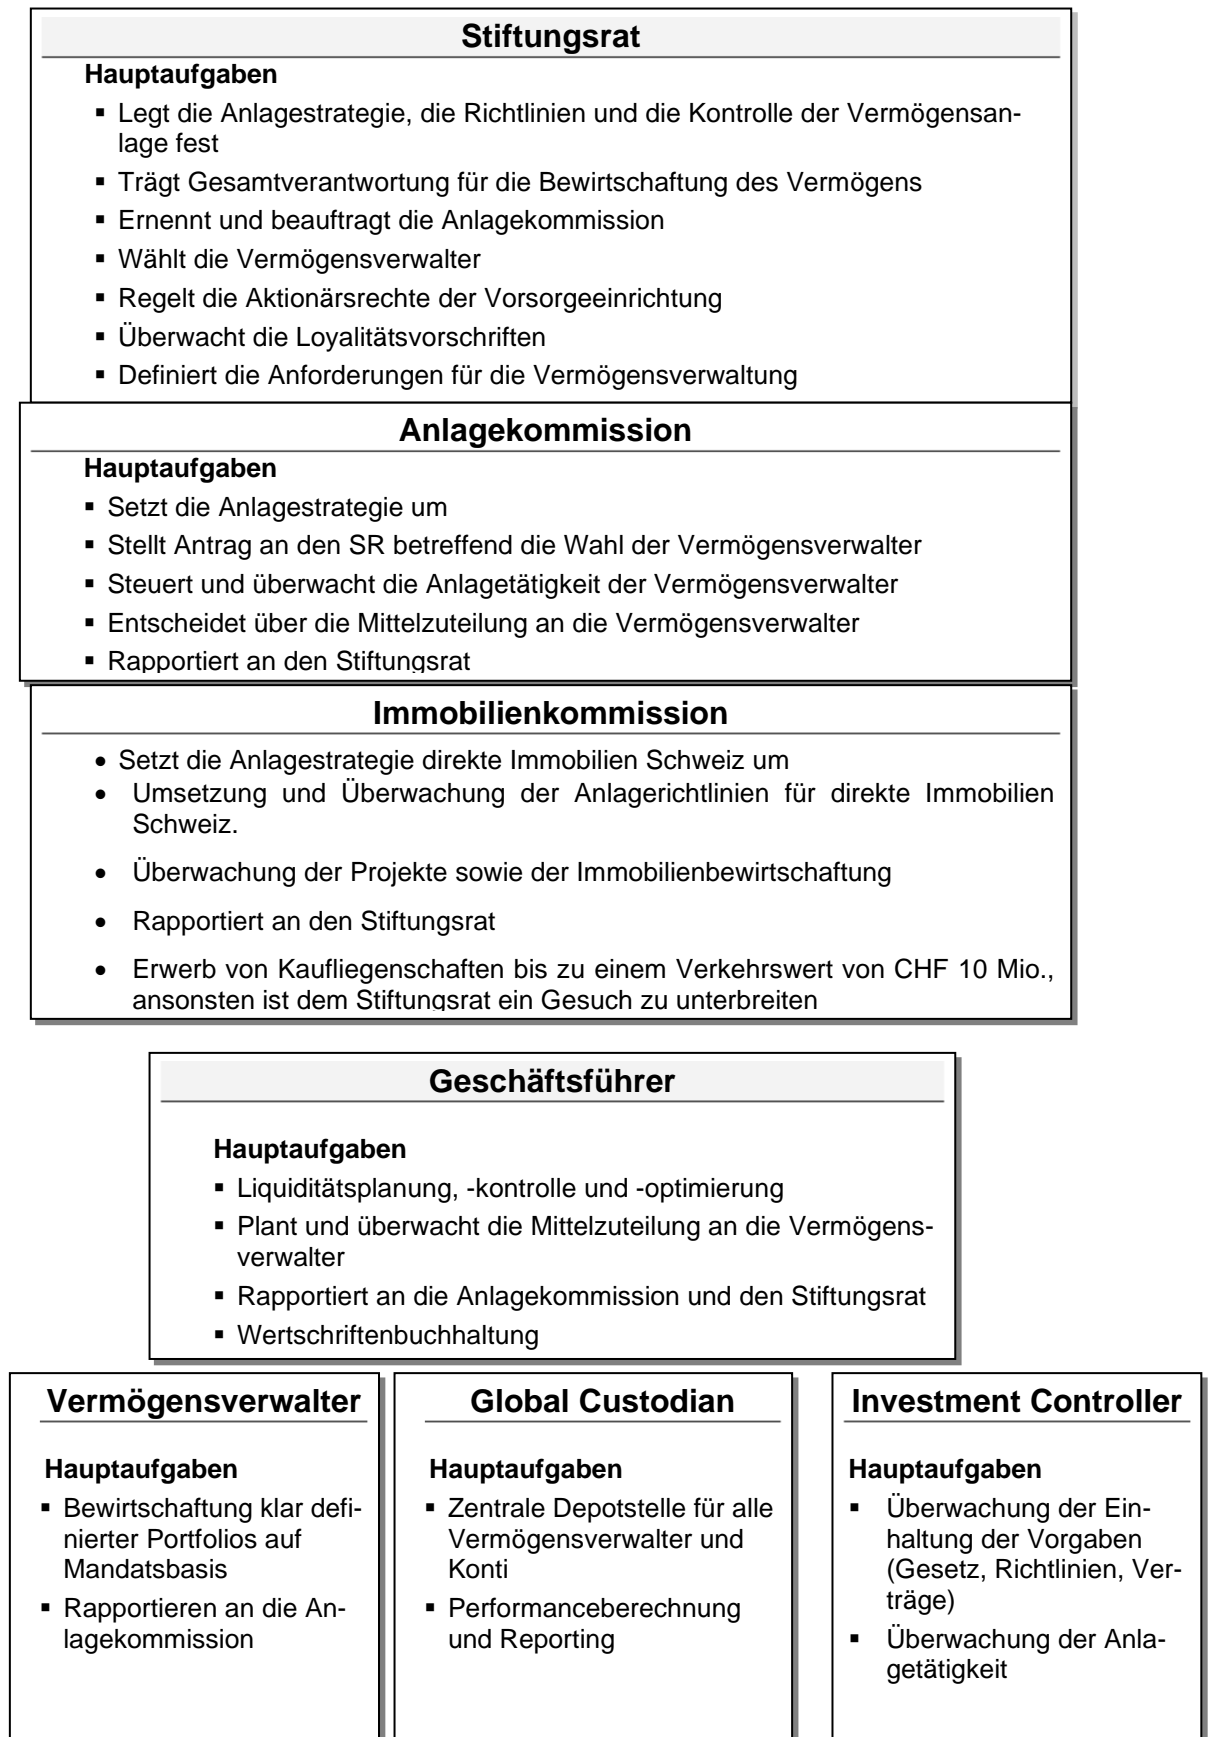 Stiftungsrat
Hauptaufgaben
▪ Legt die Anlagestrategie, die Richtlinien und die Kontrolle der Vermögensan-
lage fest
▪ Trägt Gesamtverantwortung für die Bewirtschaftung des Vermögens
▪ Ernennt und beauftragt die Anlagekommission
▪ Wählt die Vermögensverwalter
▪ Regelt die Aktionärsrechte der Vorsorgeeinrichtung
▪ Überwacht die Loyalitätsvorschriften
▪ Definiert die Anforderungen für die Vermögensverwaltung
Anlagekommission
Hauptaufgaben
▪ Setzt die Anlagestrategie um
▪ Stellt Antrag an den SR betreffend die Wahl der Vermögensverwalter
▪ Steuert und überwacht die Anlagetätigkeit der Vermögensverwalter
▪ Entscheidet über die Mittelzuteilung an die Vermögensverwalter
▪ Rapportiert an den Stiftungsrat
Immobilienkommission
• Setzt die Anlagestrategie direkte Immobilien Schweiz um
• Umsetzung und Überwachung der Anlagerichtlinien für direkte Immobilien
Schweiz.
• Überwachung der Projekte sowie der Immobilienbewirtschaftung
• Rapportiert an den Stiftungsrat
• Erwerb von Kaufliegenschaften bis zu einem Verkehrswert von CHF 10 Mio.,
ansonsten ist dem Stiftungsrat ein Gesuch zu unterbreiten
Geschäftsführer
Hauptaufgaben
▪ Liquiditätsplanung, -kontrolle und -optimierung
▪ Plant und überwacht die Mittelzuteilung an die Vermögens-
verwalter
▪ Rapportiert an die Anlagekommission und den Stiftungsrat
▪ Wertschriftenbuchhaltung
Vermögensverwalter
Hauptaufgaben
▪ Bewirtschaftung klar defi-
nierter Portfolios auf
Mandatsbasis
▪ Rapportieren an die An-
lagekommission
Global Custodian
Hauptaufgaben
▪ Zentrale Depotstelle für alle
Vermögensverwalter und
Konti
▪ Performanceberechnung
und Reporting
Investment Controller
Hauptaufgaben
▪ Überwachung der Ein-
haltung der Vorgaben
(Gesetz, Richtlinien, Ver-
träge)
▪ Überwachung der Anla-
getätigkeit